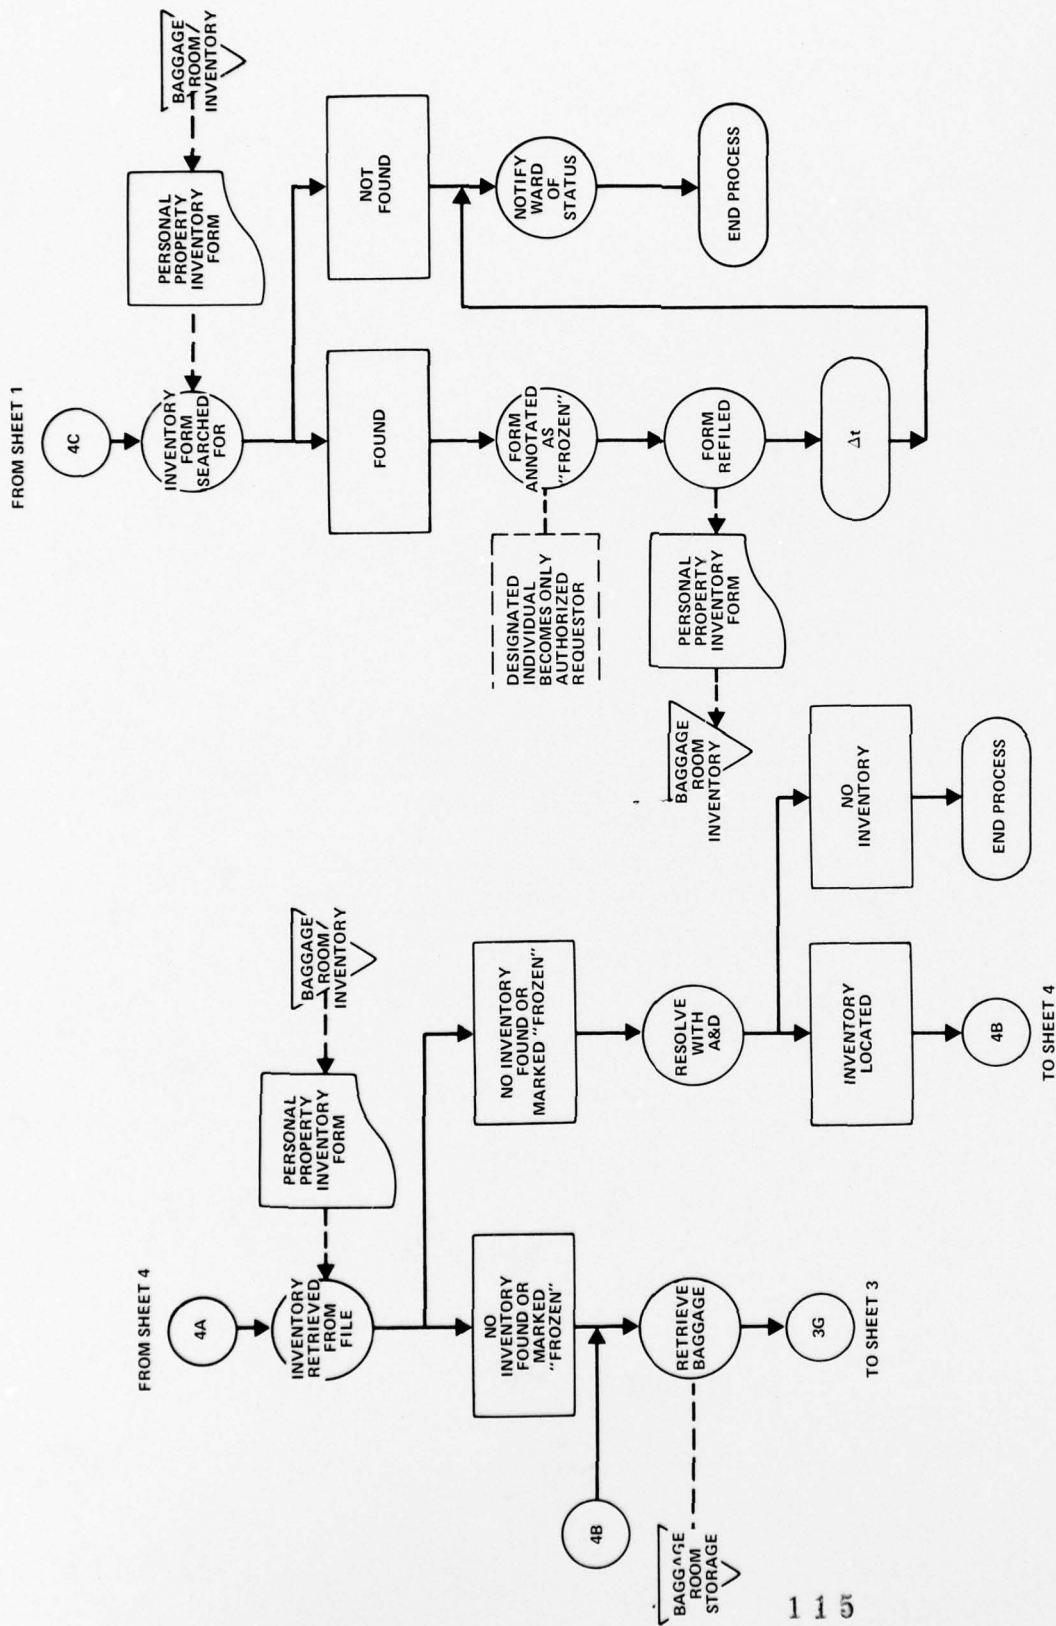 FROM SHEET 4
4A
INVENTORY
RETRIEVED
FROM
FILE
PERSONAL
PROPERTY
INVENTORY
FORM
BAGGAGE
ROOM
INVENTORY
NO
INVENTORY
FOUND OR
MARKED
"FROZEN"
NO INVENTORY
FOUND OR
MARKED "FROZEN"
4B
RETRIEVE
BAGGAGE
BAGGAGE
ROOM
STORAGE
3G
TO SHEET 3
RESOLVE
WITH
A&D
INVENTORY
LOCATED
NO
INVENTORY
4B
TO SHEET 4
END PROCESS
FROM SHEET 1
4C
INVENTORY
FORM
SEARCHED
FOR
PERSONAL
PROPERTY
INVENTORY
FORM
BAGGAGE
ROOM
INVENTORY
FOUND
NOT
FOUND
DESIGNATED
INDIVIDUAL
BECOMES ONLY
AUTHORIZED
REQUESTOR
FORM
ANNOTATED
AS
"FROZEN"
NOTIFY
WARD
OF
STATUS
BAGGAGE
ROOM
INVENTORY
PERSONAL
PROPERTY
INVENTORY
FORM
FORM
REFILED
END PROCESS
Δt
115